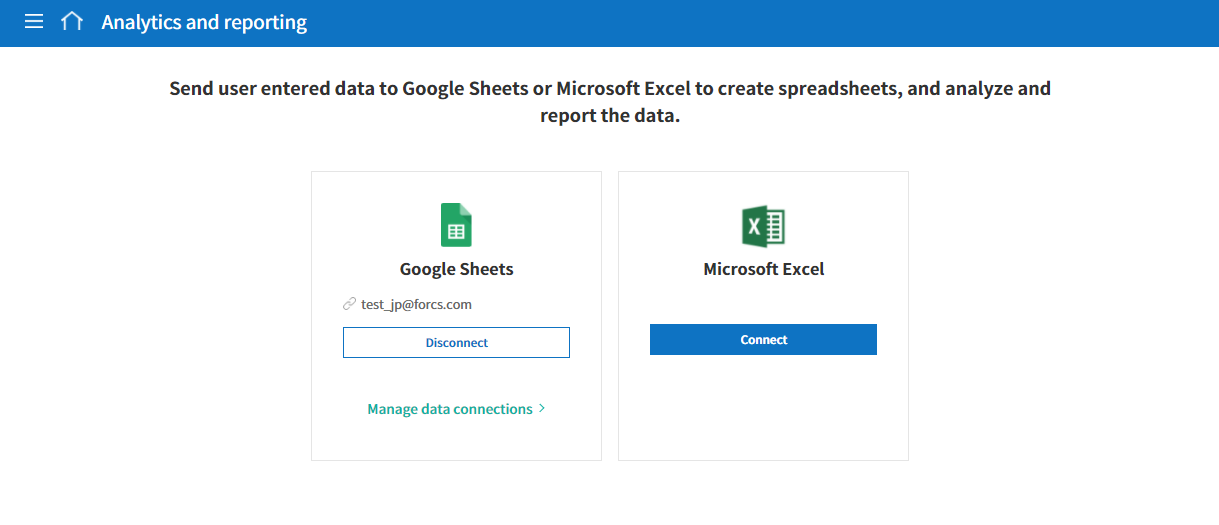 Analytics and reporting
Send user entered data to Google Sheets or Microsoft Excel to create spreadsheets, and analyze and
report the data.
Google Sheets
test_jp@forcs.com
Disconnect
Manage data connections
X
Microsoft Excel
Connect